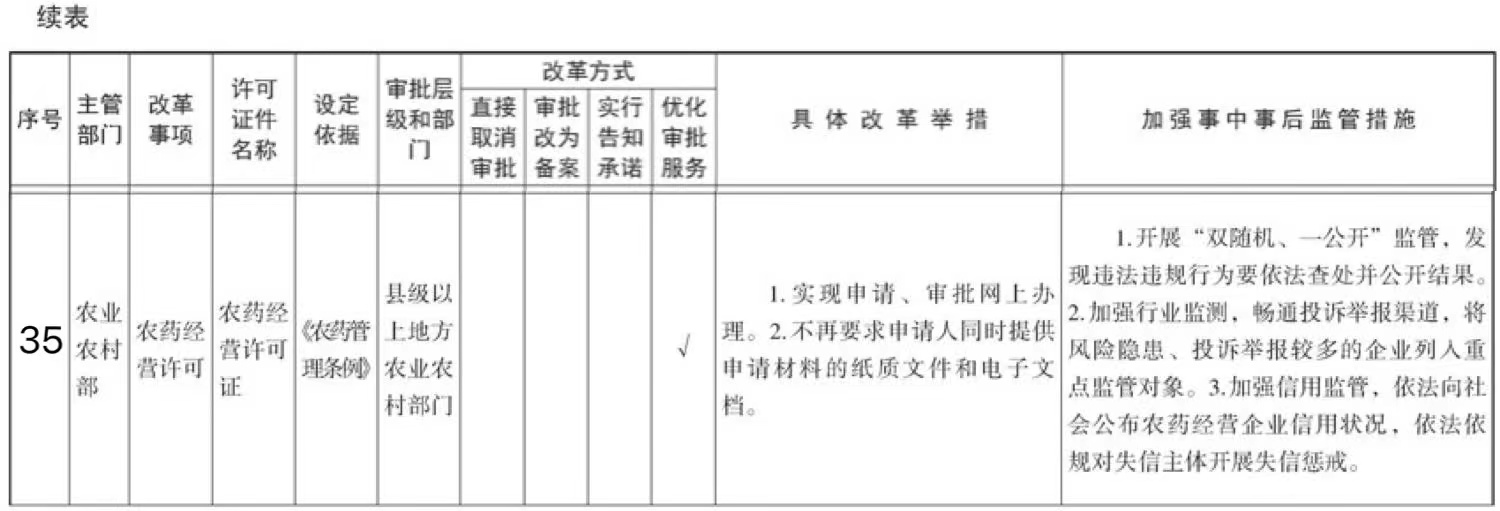 续表
序号
主管
部门
改革
事项
许可
证件
名称
设定
依据
审批层
级和部
门
改革方式
直接
取消
审批
审批
改为
备案
实行
告知
承诺
优化
审批
服务
具体改革举措
加强事中事后监管措施
35
农业
农村
部
农药经
营许可
农药经
营许可
证
《农药管
理条例》
县级以
上地方
农业农
村部门
√
1.实现申请、审批网上办
理。2.不再要求申请人同时提供
申请材料的纸质文件和电子文
档。
1.开展“双随机、一公开”监管，发
现违法违规行为要依法查处并公开结果。
2.加强行业监测，畅通投诉举报渠道，将
风险隐患、投诉举报较多的企业列入重
点监管对象。3.加强信用监管，依法向社
会公布农药经营企业信用状况，依法依
规对失信主体开展失信惩戒。